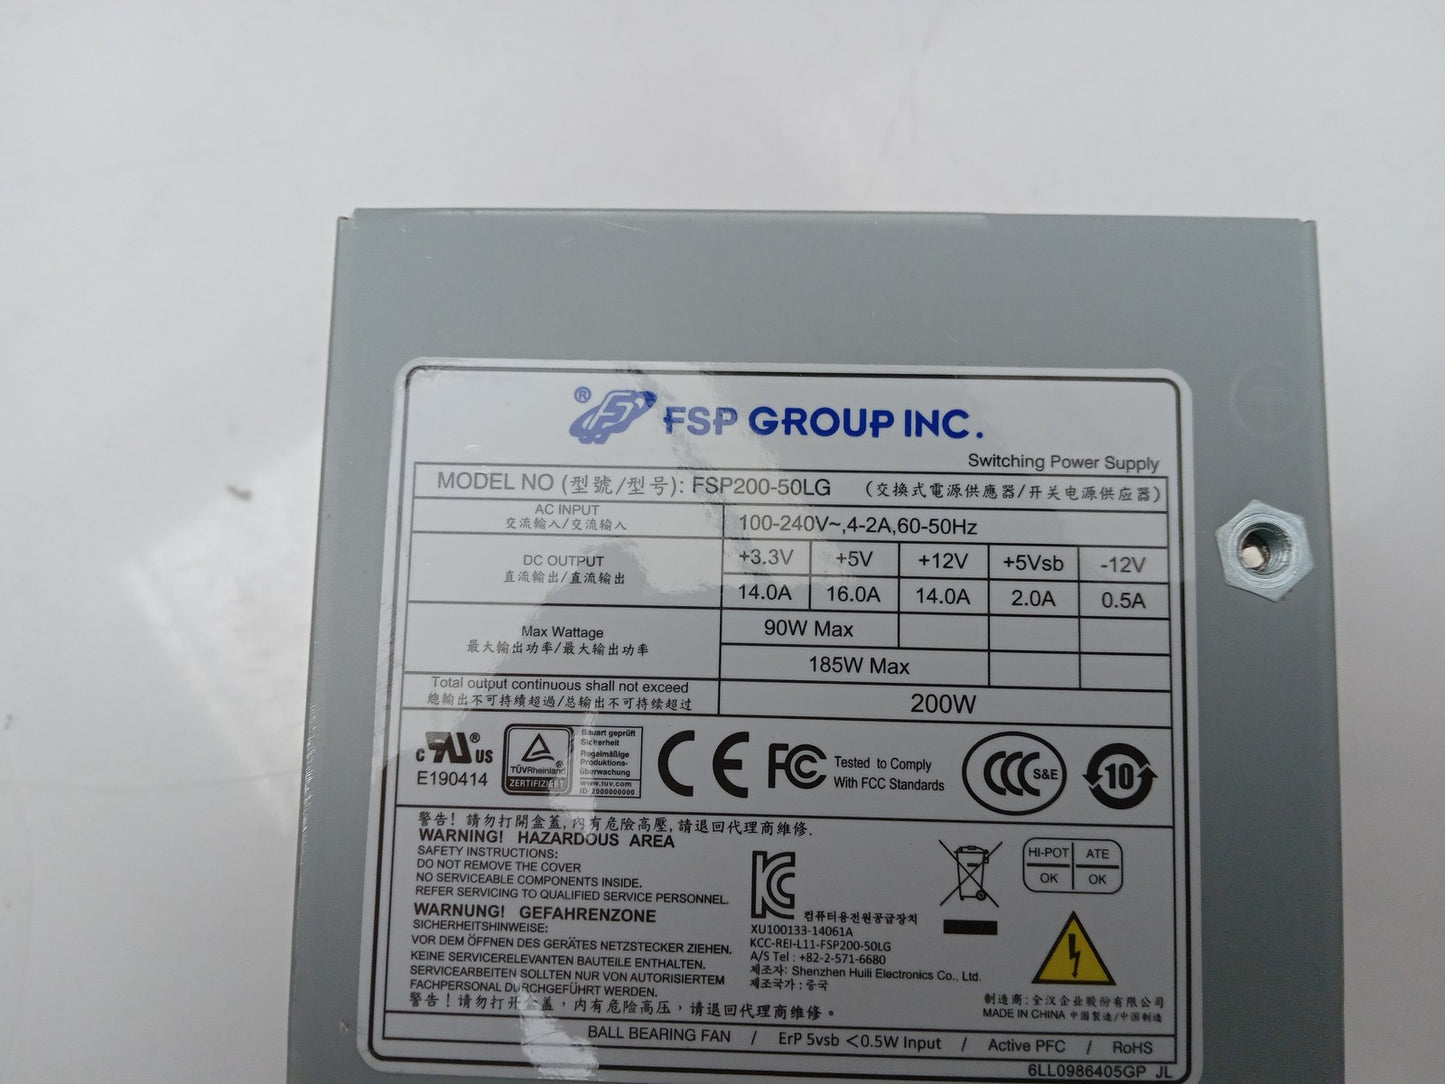 ® FSP GROUP INC.
Switching Power Supply
MODEL NO (型號/型号): FSP200-50LG (交換式電源供應器/开关电源供应器)
AC INPUT
交流輸入/交流输入
100-240V~,4-2A,60-50Hz
DC OUTPUT
直流輸出/直流输出
+3.3V +5V +12V +5Vsb -12V
14.0A 16.0A 14.0A 2.0A 0.5A
Max Wattage
最大輸出功率/最大输出功率
90W Max
185W Max
Total output continuous shall not exceed
總輸出不可持續超過/总输出不可持续超过
200W
c UL ® US
E190414
TÜVRheinland ®
ZERTIFIZIERT
Bauart geprüft
Sicherheit
Regelmäßige
Produktions-
überwachung
www.tuv.com
ID:2000000000
CE
FC
Tested to Comply
With FCC Standards
CCC S&E
10
警告! 請勿打開盒蓋,內有危險高壓,請退回代理商維修.
WARNING! HAZARDOUS AREA
SAFETY INSTRUCTIONS:
DO NOT REMOVE THE COVER
NO SERVICEABLE COMPONENTS INSIDE.
REFER SERVICING TO QUALIFIED SERVICE PERSONNEL.
WARNUNG! GEFAHRENZONE
SICHERHEITSHINWEISE:
VOR DEM ÖFFNEN DES GERÄTES NETZSTECKER ZIEHEN.
KEINE SERVICERELEVANTEN BAUTEILE ENTHALTEN.
SERVICEARBEITEN SOLLTEN NUR VON AUTORISIERTEM
FACHPERSONAL DURCHGEFÜHRT WERDEN.
警告！请勿打开盒盖，内有危险高压，请退回代理商维修。
KC
컴퓨터용전원공급장치
XU100133-14061A
KCC-REI-L11-FSP200-50LG
A/S Tel : +82-2-571-6680
제조자: Shenzhen Huili Electronics Co., Ltd.
제조국가 : 중국
HI-POT ATE
OK OK
制造商:全汉企业股份有限公司
MADE IN CHINA 中國製造/中国制造
BALL BEARING FAN / ErP 5vsb <0.5W Input / Active PFC / RoHS
6LL0986405GP JL